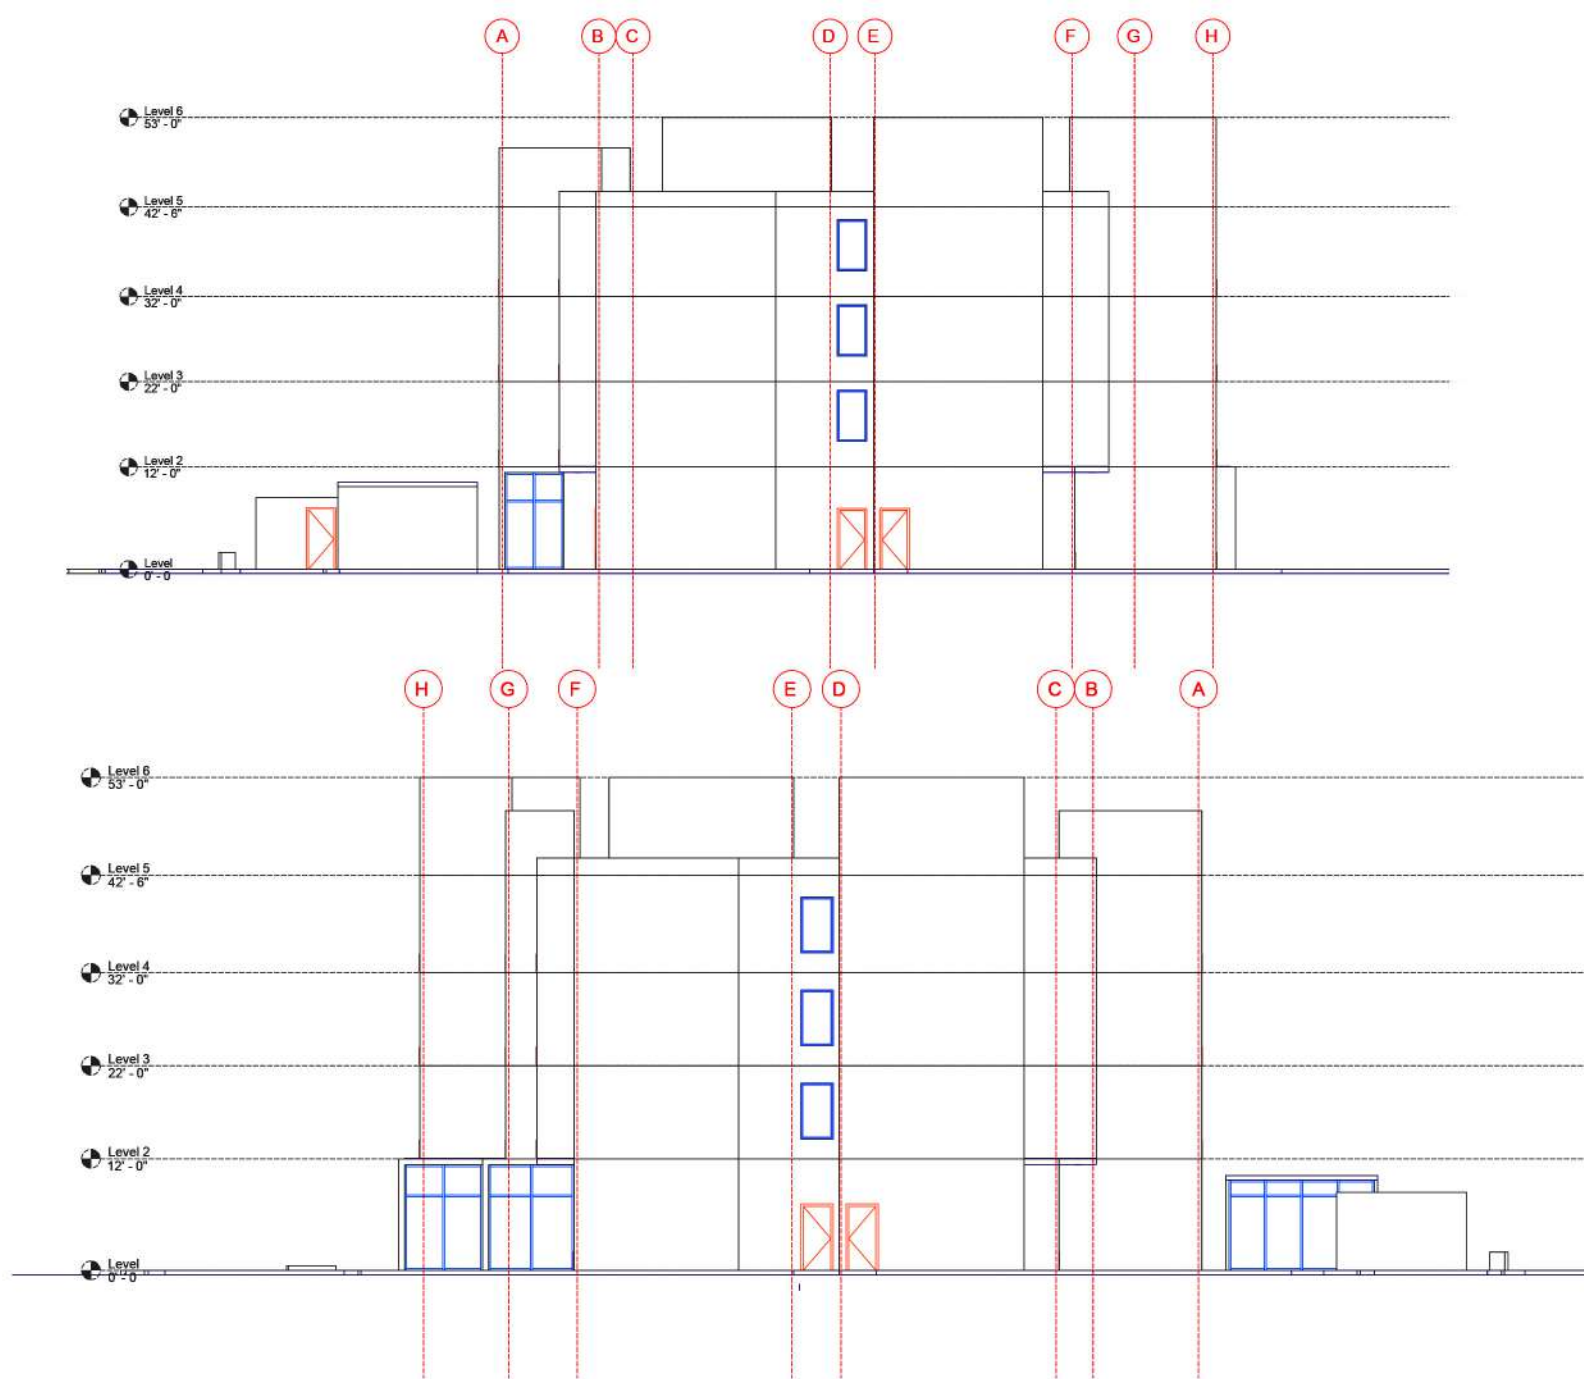 A B C D E F G H
Level 6
53' - 0"
Level 5
42' - 6"
Level 4
32' - 0"
Level 3
22' - 0"
Level 2
12' - 0"
Level
0' - 0
H G F E D C B A
Level 6
53' - 0"
Level 5
42' - 6"
Level 4
32' - 0"
Level 3
22' - 0"
Level 2
12' - 0"
Level
0' - 0